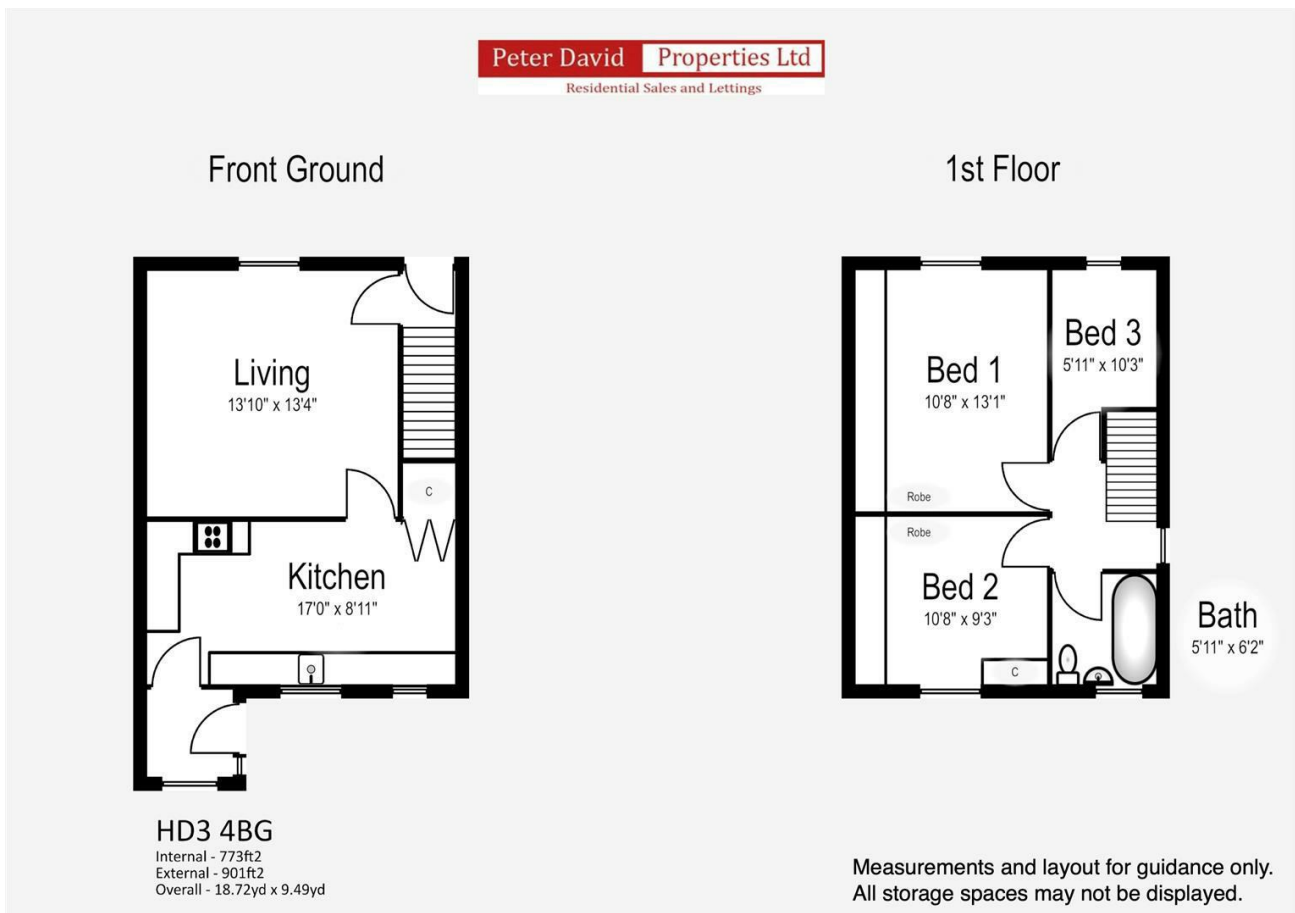 Peter David Properties Ltd
Residential Sales and Lettings
Front Ground
1st Floor
Living
13'10" x 13'4"
C
Kitchen
17'0" x 8'11"
Bed 1
10'8" x 13'1"
Robe
Bed 3
5'11" x 10'3"
Robe
Bed 2
10'8" x 9'3"
C
Bath
5'11" x 6'2"
HD3 4BG
Internal - 773ft2
External - 901ft2
Overall - 18.72yd x 9.49yd
Measurements and layout for guidance only.
All storage spaces may not be displayed.